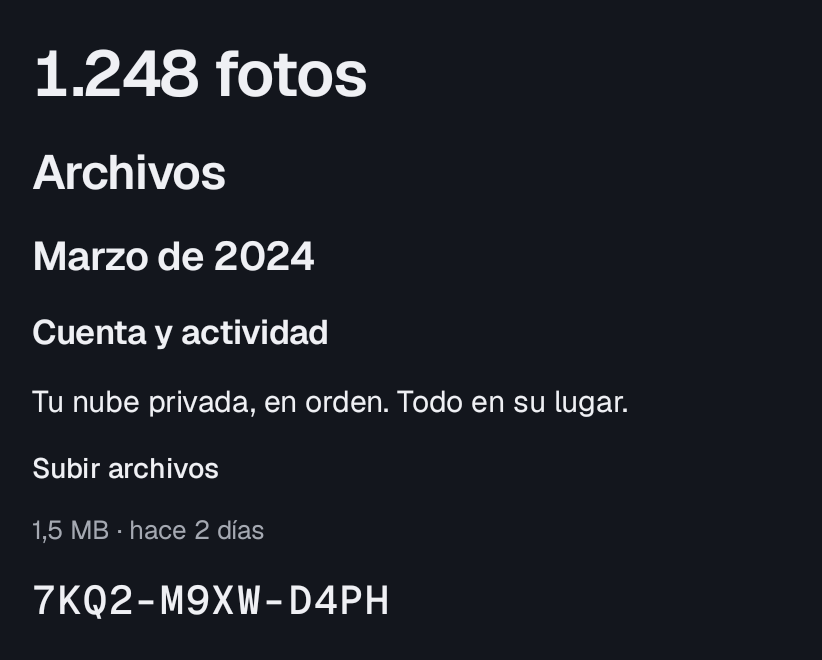 1.248 fotos
Archivos
Marzo de 2024
Cuenta y actividad
Tu nube privada, en orden. Todo en su lugar.
Subir archivos
1,5 MB · hace 2 días
7KQ2-M9XW-D4PH